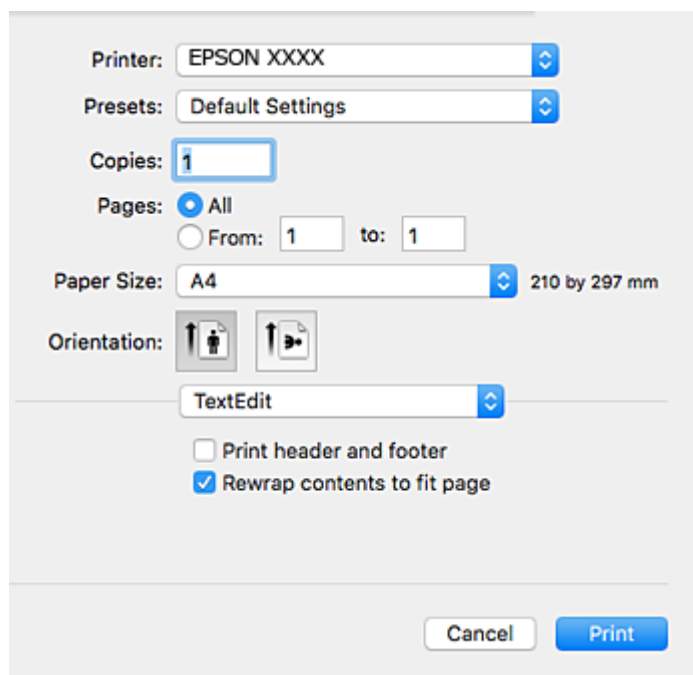 Printer: EPSON XXXX
Presets: Default Settings
Copies: 1
Pages: All
From: 1 to: 1
Paper Size: A4 210 by 297 mm
Orientation:
TextEdit
Print header and footer
Rewrap contents to fit page
Cancel Print